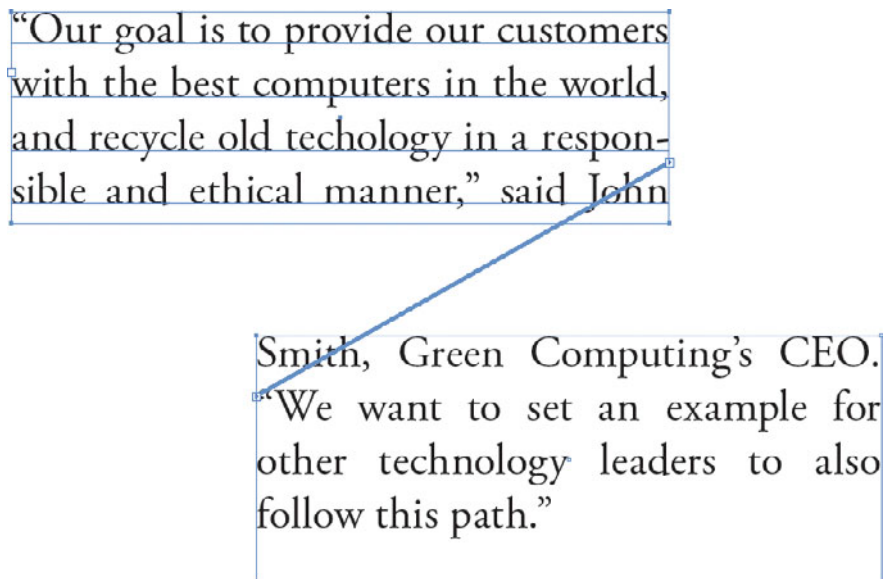 “Our goal is to provide our customers
with the best computers in the world,
and recycle old techology in a respon-
sible and ethical manner,” said John
Smith, Green Computing’s CEO.
“We want to set an example for
other technology leaders to also
follow this path.”